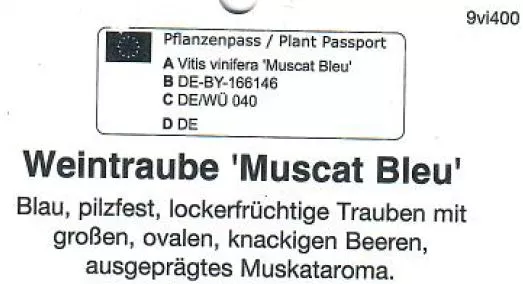 9vi400
Pflanzenpass / Plant Passport
A Vitis vinifera 'Muscat Bleu'
B DE-BY-166146
C DE/WÜ 040
D DE
Weintraube 'Muscat Bleu'
Blau, pilzfest, lockerfrüchtige Trauben mit
großen, ovalen, knackigen Beeren,
ausgeprägtes Muskataroma.